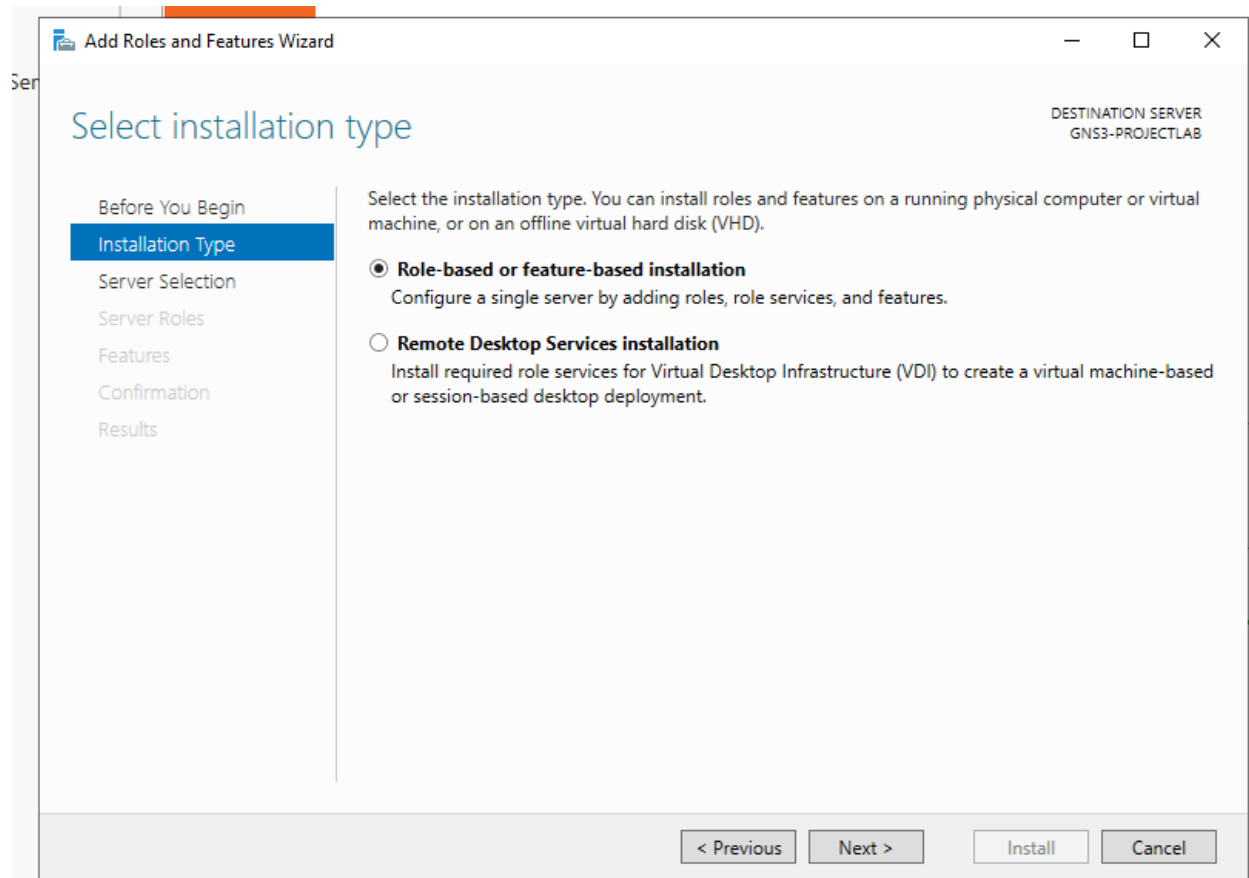 Add Roles and Features Wizard
Ser
Select installation type
DESTINATION SERVER
GNS3-PROJECTLAB
Before You Begin
Installation Type
Server Selection
Server Roles
Features
Confirmation
Results
Select the installation type. You can install roles and features on a running physical computer or virtual
machine, or on an offline virtual hard disk (VHD).
Role-based or feature-based installation
Configure a single server by adding roles, role services, and features.
Remote Desktop Services installation
Install required role services for Virtual Desktop Infrastructure (VDI) to create a virtual machine-based
or session-based desktop deployment.
< Previous
Next >
Install
Cancel